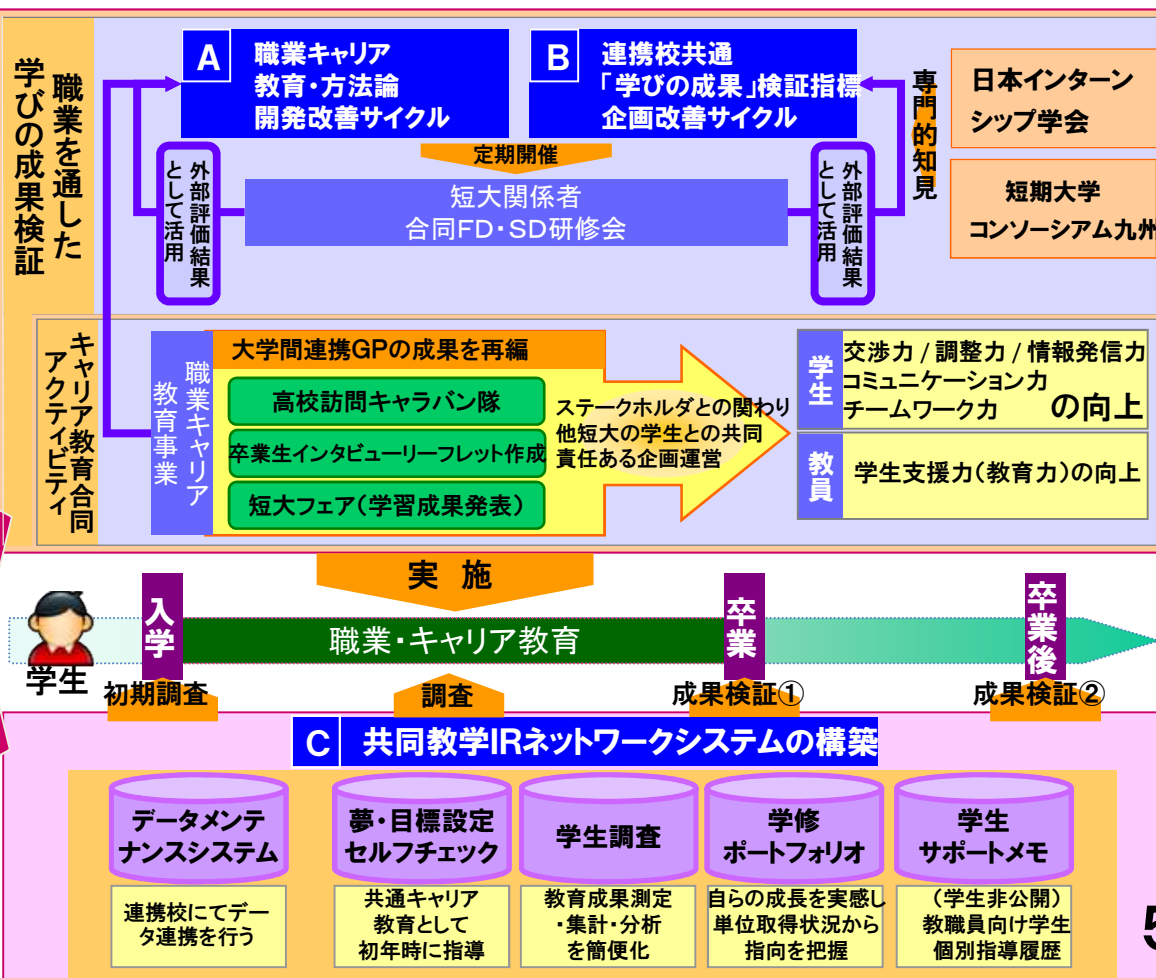 職業を通した
学びの成果検証
A
職業キャリア
教育・方法論
開発改善サイクル
B
連携校共通
「学びの成果」検証指標
企画改善サイクル
専門的知見
日本インターン
シップ学会
短期大学
コンソーシアム九州
定期開催
外部評価結果
として活用
短大関係者
合同FD・SD研修会
外部評価結果
として活用
キャリア教育合同
アクティビティ
職業キャリア
教育事業
大学間連携GPの成果を再編
高校訪問キャラバン隊
卒業生インタビューリーフレット作成
短大フェア(学習成果発表)
ステークホルダとの関わり
他短大の学生との共同
責任ある企画運営
学生
交渉力 / 調整力 / 情報発信力
コミュニケーション力
チームワーク力 の向上
教員
学生支援力(教育力)の向上
実 施
学生
入学
職業・キャリア教育
卒業
卒業後
初期調査
調査
成果検証①
成果検証②
C 共同教学IRネットワークシステムの構築
データメンテ
ナンスシステム
連携校にてデー
タ連携を行う
夢・目標設定
セルフチェック
共通キャリア
教育として
初年時に指導
学生調査
教育成果測定
・集計・分析
を簡便化
学修
ポートフォリオ
自らの成長を実感し
単位取得状況から
指向を把握
学生
サポートメモ
(学生非公開)
教職員向け学生
個別指導履歴
5